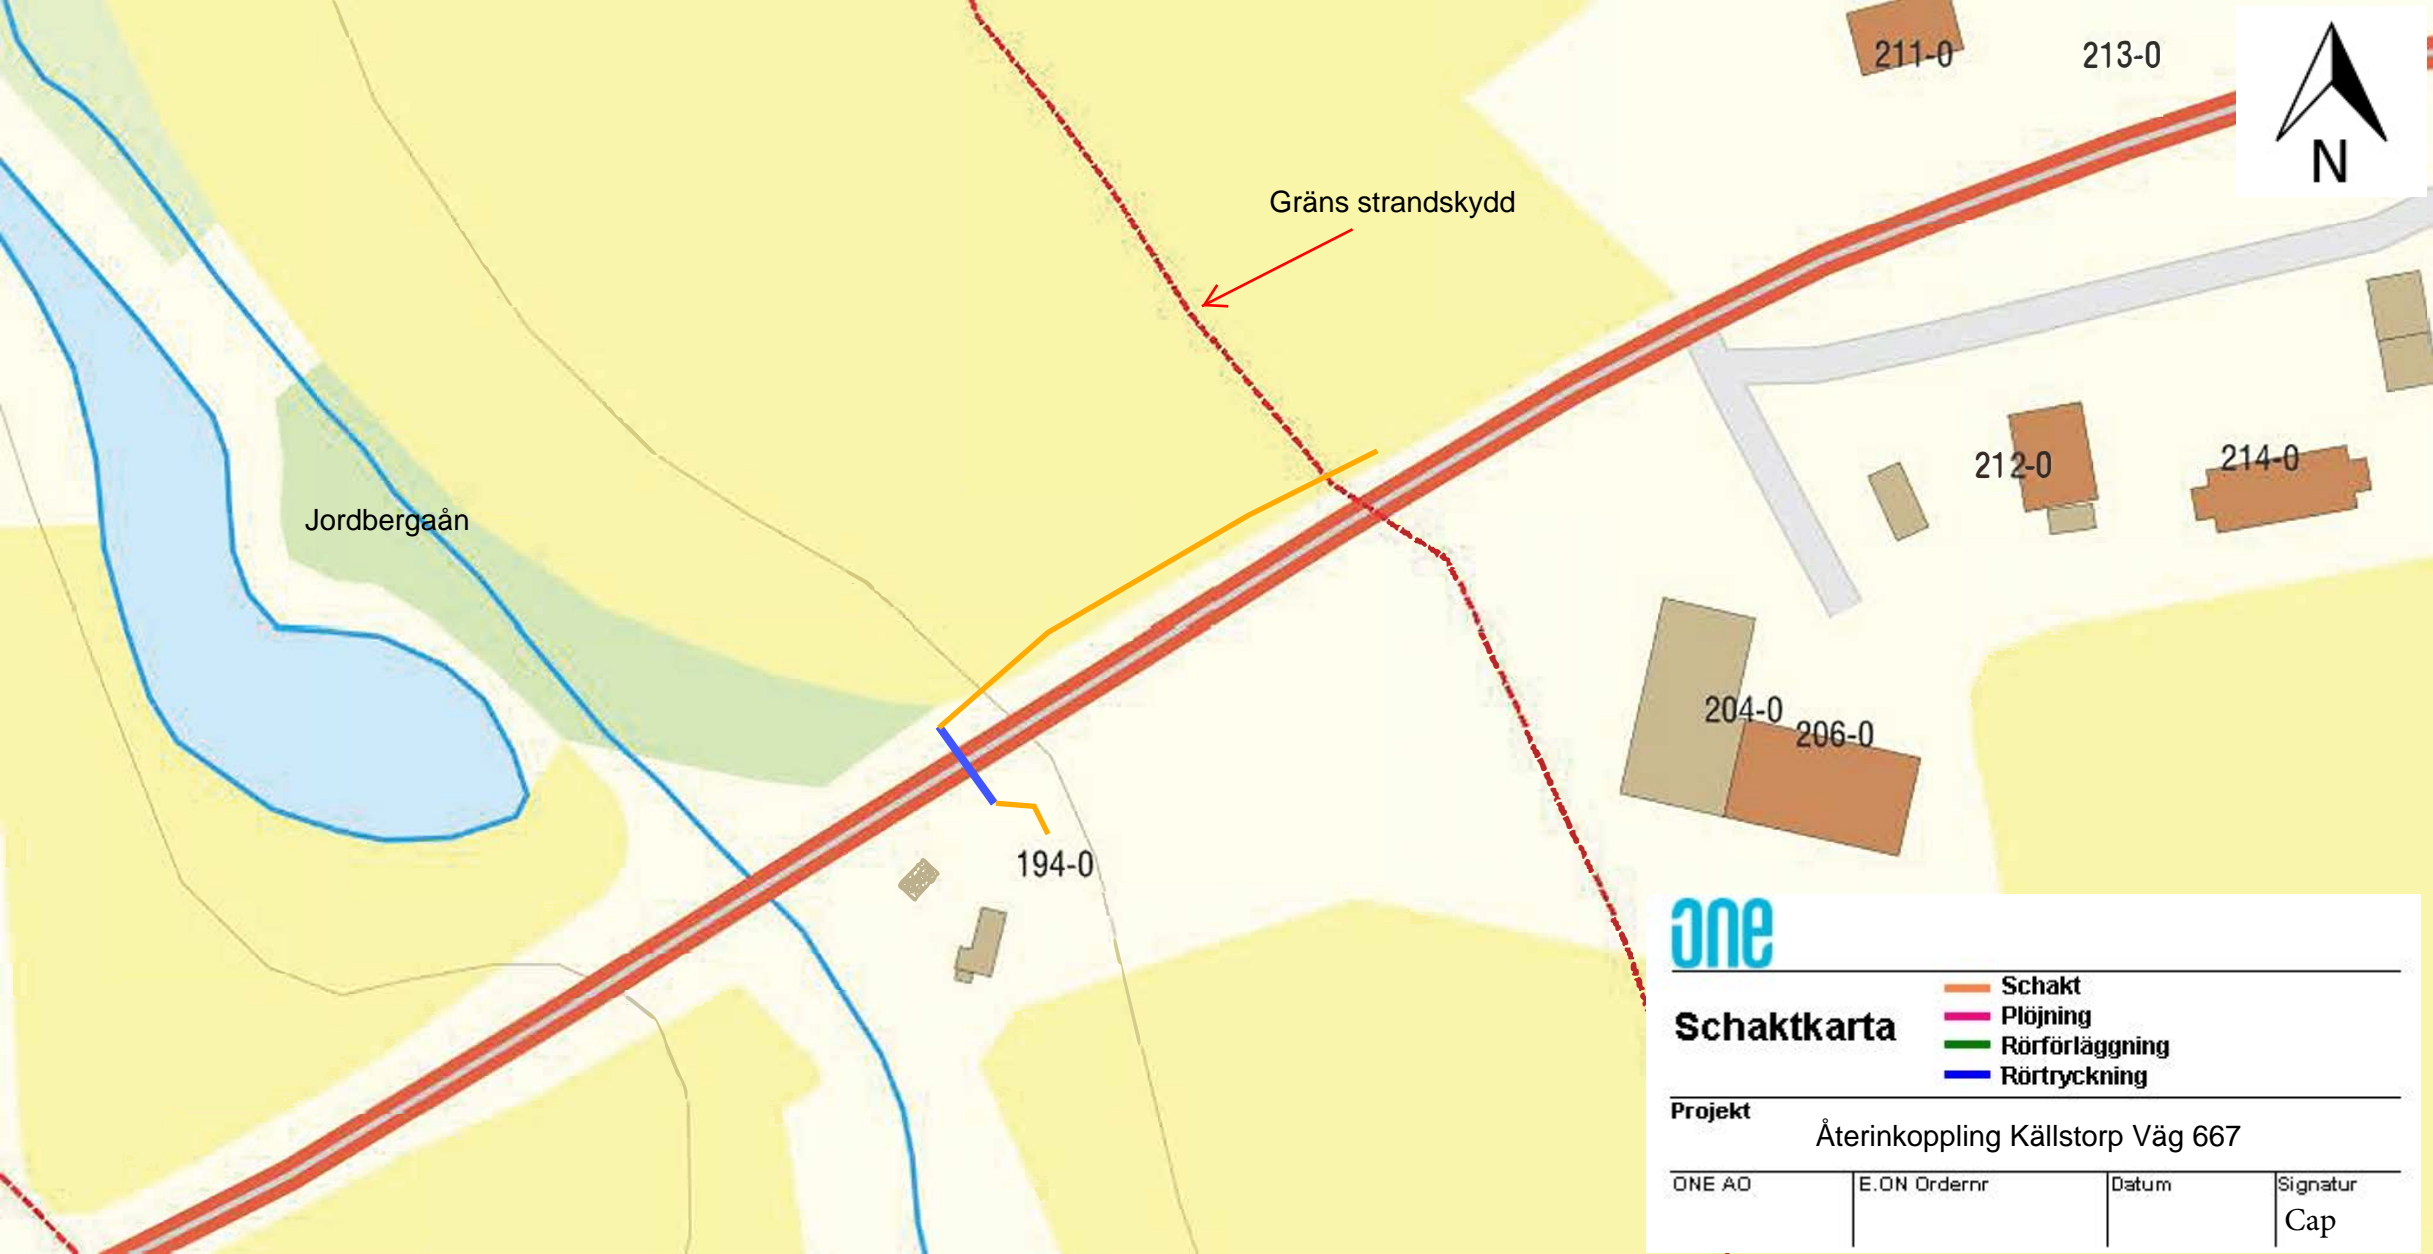 211-0
213-0
N
Gräns strandskydd
212-0
214-0
Jordbergaån
204-0
206-0
194-0
one
Schaktkarta
Schakt
Plöjning
Rörförläggning
Rörtryckning
Projekt
Återinkoppling Källstorp Väg 667
ONE AO
E.ON Ordernr
Datum
Signatur
Cap